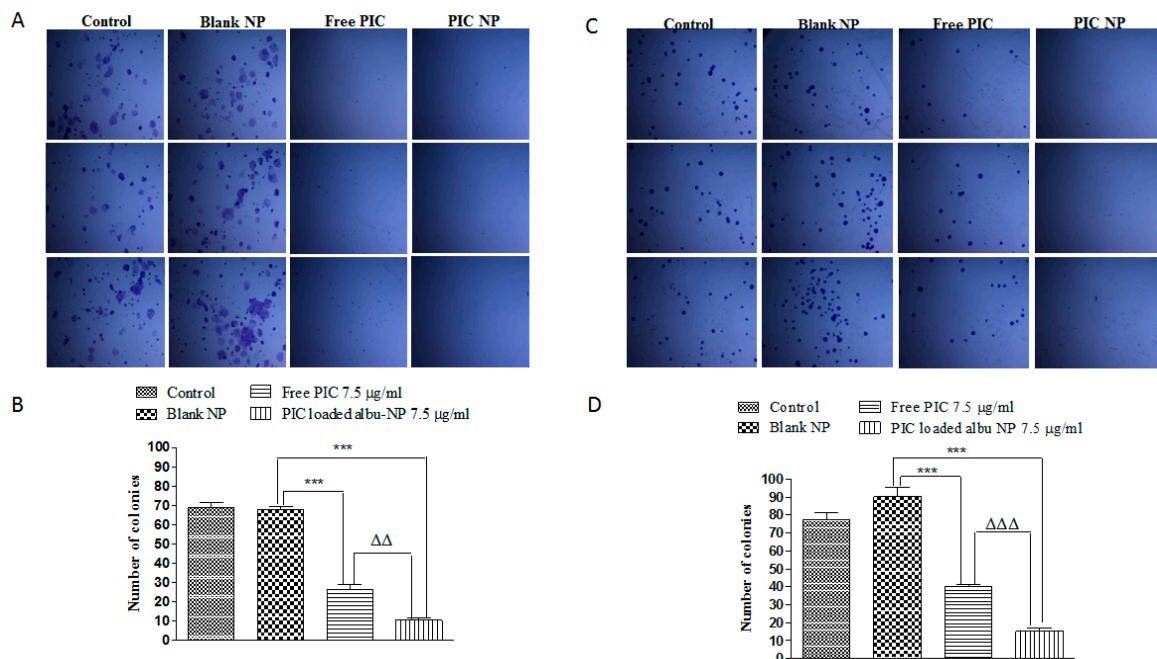 A
Control Blank NP Free PIC PIC NP
C
Control Blank NP Free PIC PIC NP
B
Control Free PIC 7.5 µg/ml
Blank NP PIC loaded albu-NP 7.5 µg/ml
Number of colonies
100
90
80
70
60
50
40
30
20
10
0
***
***
ΔΔ
D
Control Free PIC 7.5 µg/ml
Blank NP PIC loaded albu NP 7.5 µg/ml
Number of colonies
100
90
80
70
60
50
40
30
20
10
0
***
***
ΔΔΔ